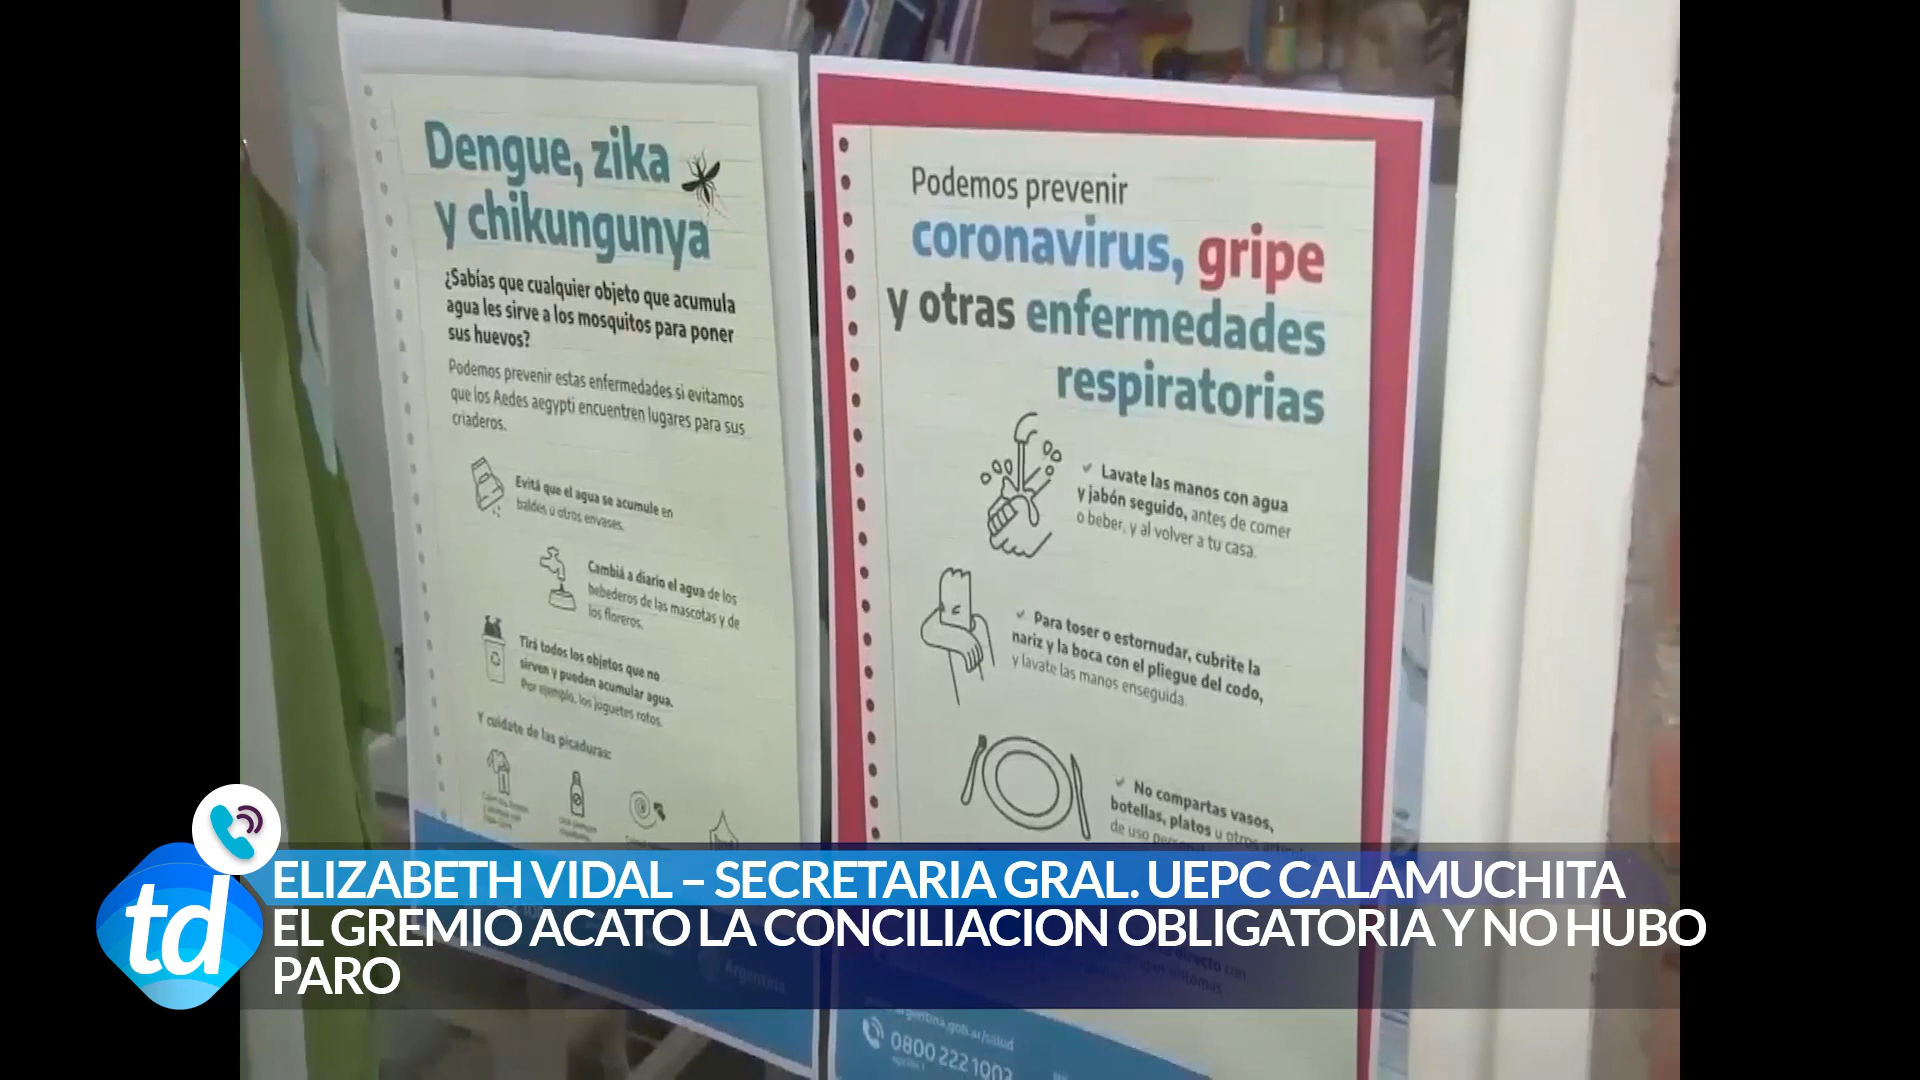 Dengue, zika
y chikungunya
¿Sabías que cualquier objeto que acumula
agua les sirve a los mosquitos para poner
sus huevos?
Podemos prevenir estas enfermedades si evitamos
que los Aedes aegypti encuentren lugares para sus
criaderos.
Evitá que el agua se acumule en
baldes u otros envases.
Cambiá a diario el agua de los
bebederos de las mascotas y de
los floreros.
Tirá todos los objetos que no
sirven y pueden acumular agua.
Por ejemplo, los juguetes rotos.
Y cuidate de las picaduras:
Podemos prevenir
coronavirus, gripe
y otras enfermedades
respiratorias
Lavate las manos con agua
y jabón seguido, antes de comer
o beber, y al volver a tu casa.
Para toser o estornudar, cubrite la
nariz y la boca con el pliegue del codo,
y lavate las manos enseguida.
No compartas vasos,
botellas, platos u otros
de uso
td
ELIZABETH VIDAL – SECRETARIA GRAL. UEPC CALAMUCHITA
EL GREMIO ACATO LA CONCILIACION OBLIGATORIA Y NO HUBO
PARO
Argentina
argentina.gob.ar/salud
0800 222 1002